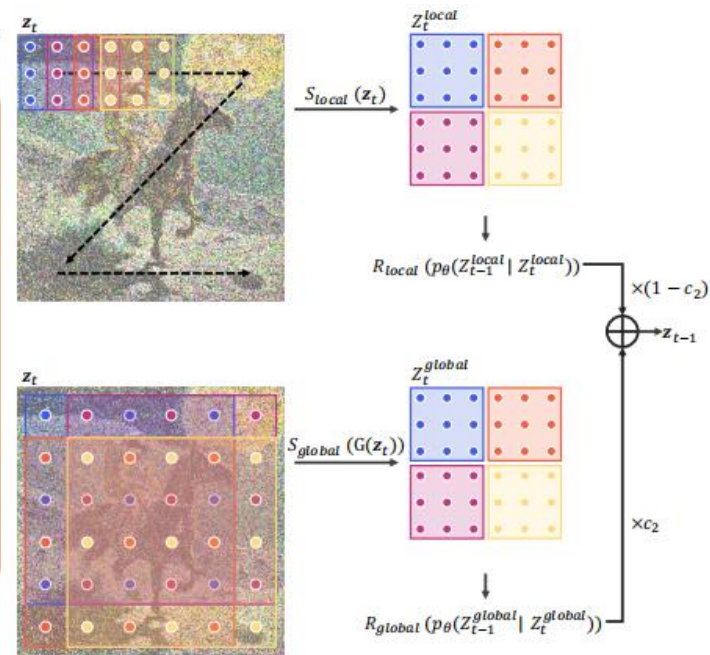 z_t
Z_t^{local}
S_{local} (z_t)
R_{local} (p_θ(Z_{t-1}^{local} | Z_t^{local}))
×(1 − c_2)
z_{t-1}
z_t
Z_t^{global}
S_{global} (G(z_t))
×c_2
R_{global} (p_θ(Z_{t-1}^{global} | Z_t^{global}))